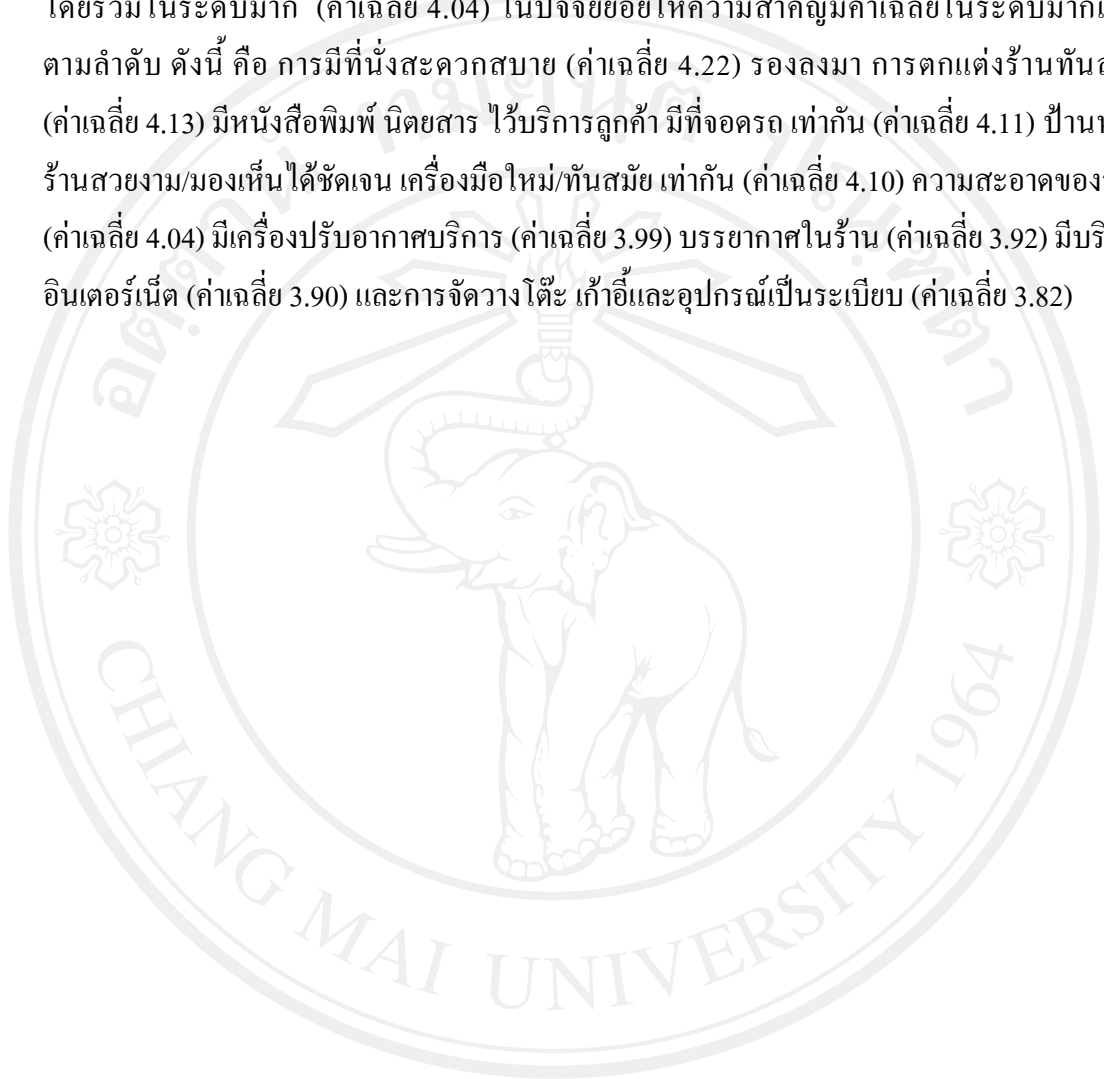 โดยรวมในระดับมาก (ค่าเฉลี่ย 4.04) ในปัจจัยย่อยให้ความสำคัญมีค่าเฉลี่ยในระดับมาก
ตามลำดับ ดังนี้ คือ การมีที่นั่งสะดวกสบาย (ค่าเฉลี่ย 4.22) รองลงมา การตกแต่งร้าน
(ค่าเฉลี่ย 4.13) มีหนังสือพิมพ์ นิตยสาร ไว้บริการลูกค้า มีที่จอดรถ เท่ากัน (ค่าเฉลี่ย 4.11)
ร้านสวยงาม/มองเห็นได้ชัดเจน เครื่องมือใหม่/ทันสมัย เท่ากัน (ค่าเฉลี่ย 4.10) ความสะอาดของ
(ค่าเฉลี่ย 4.04) มีเครื่องปรับอากาศบริการ (ค่าเฉลี่ย 3.99) บรรยากาศในร้าน (ค่าเฉลี่ย 3.92) มี
อินเตอร์เน็ต (ค่าเฉลี่ย 3.90) และการจัดวางโต๊ะ เก้าอี้และอุปกรณ์เป็นระเบียบ (ค่าเฉลี่ย 3.82)
CHIANG MAI UNIVERSITY 1964